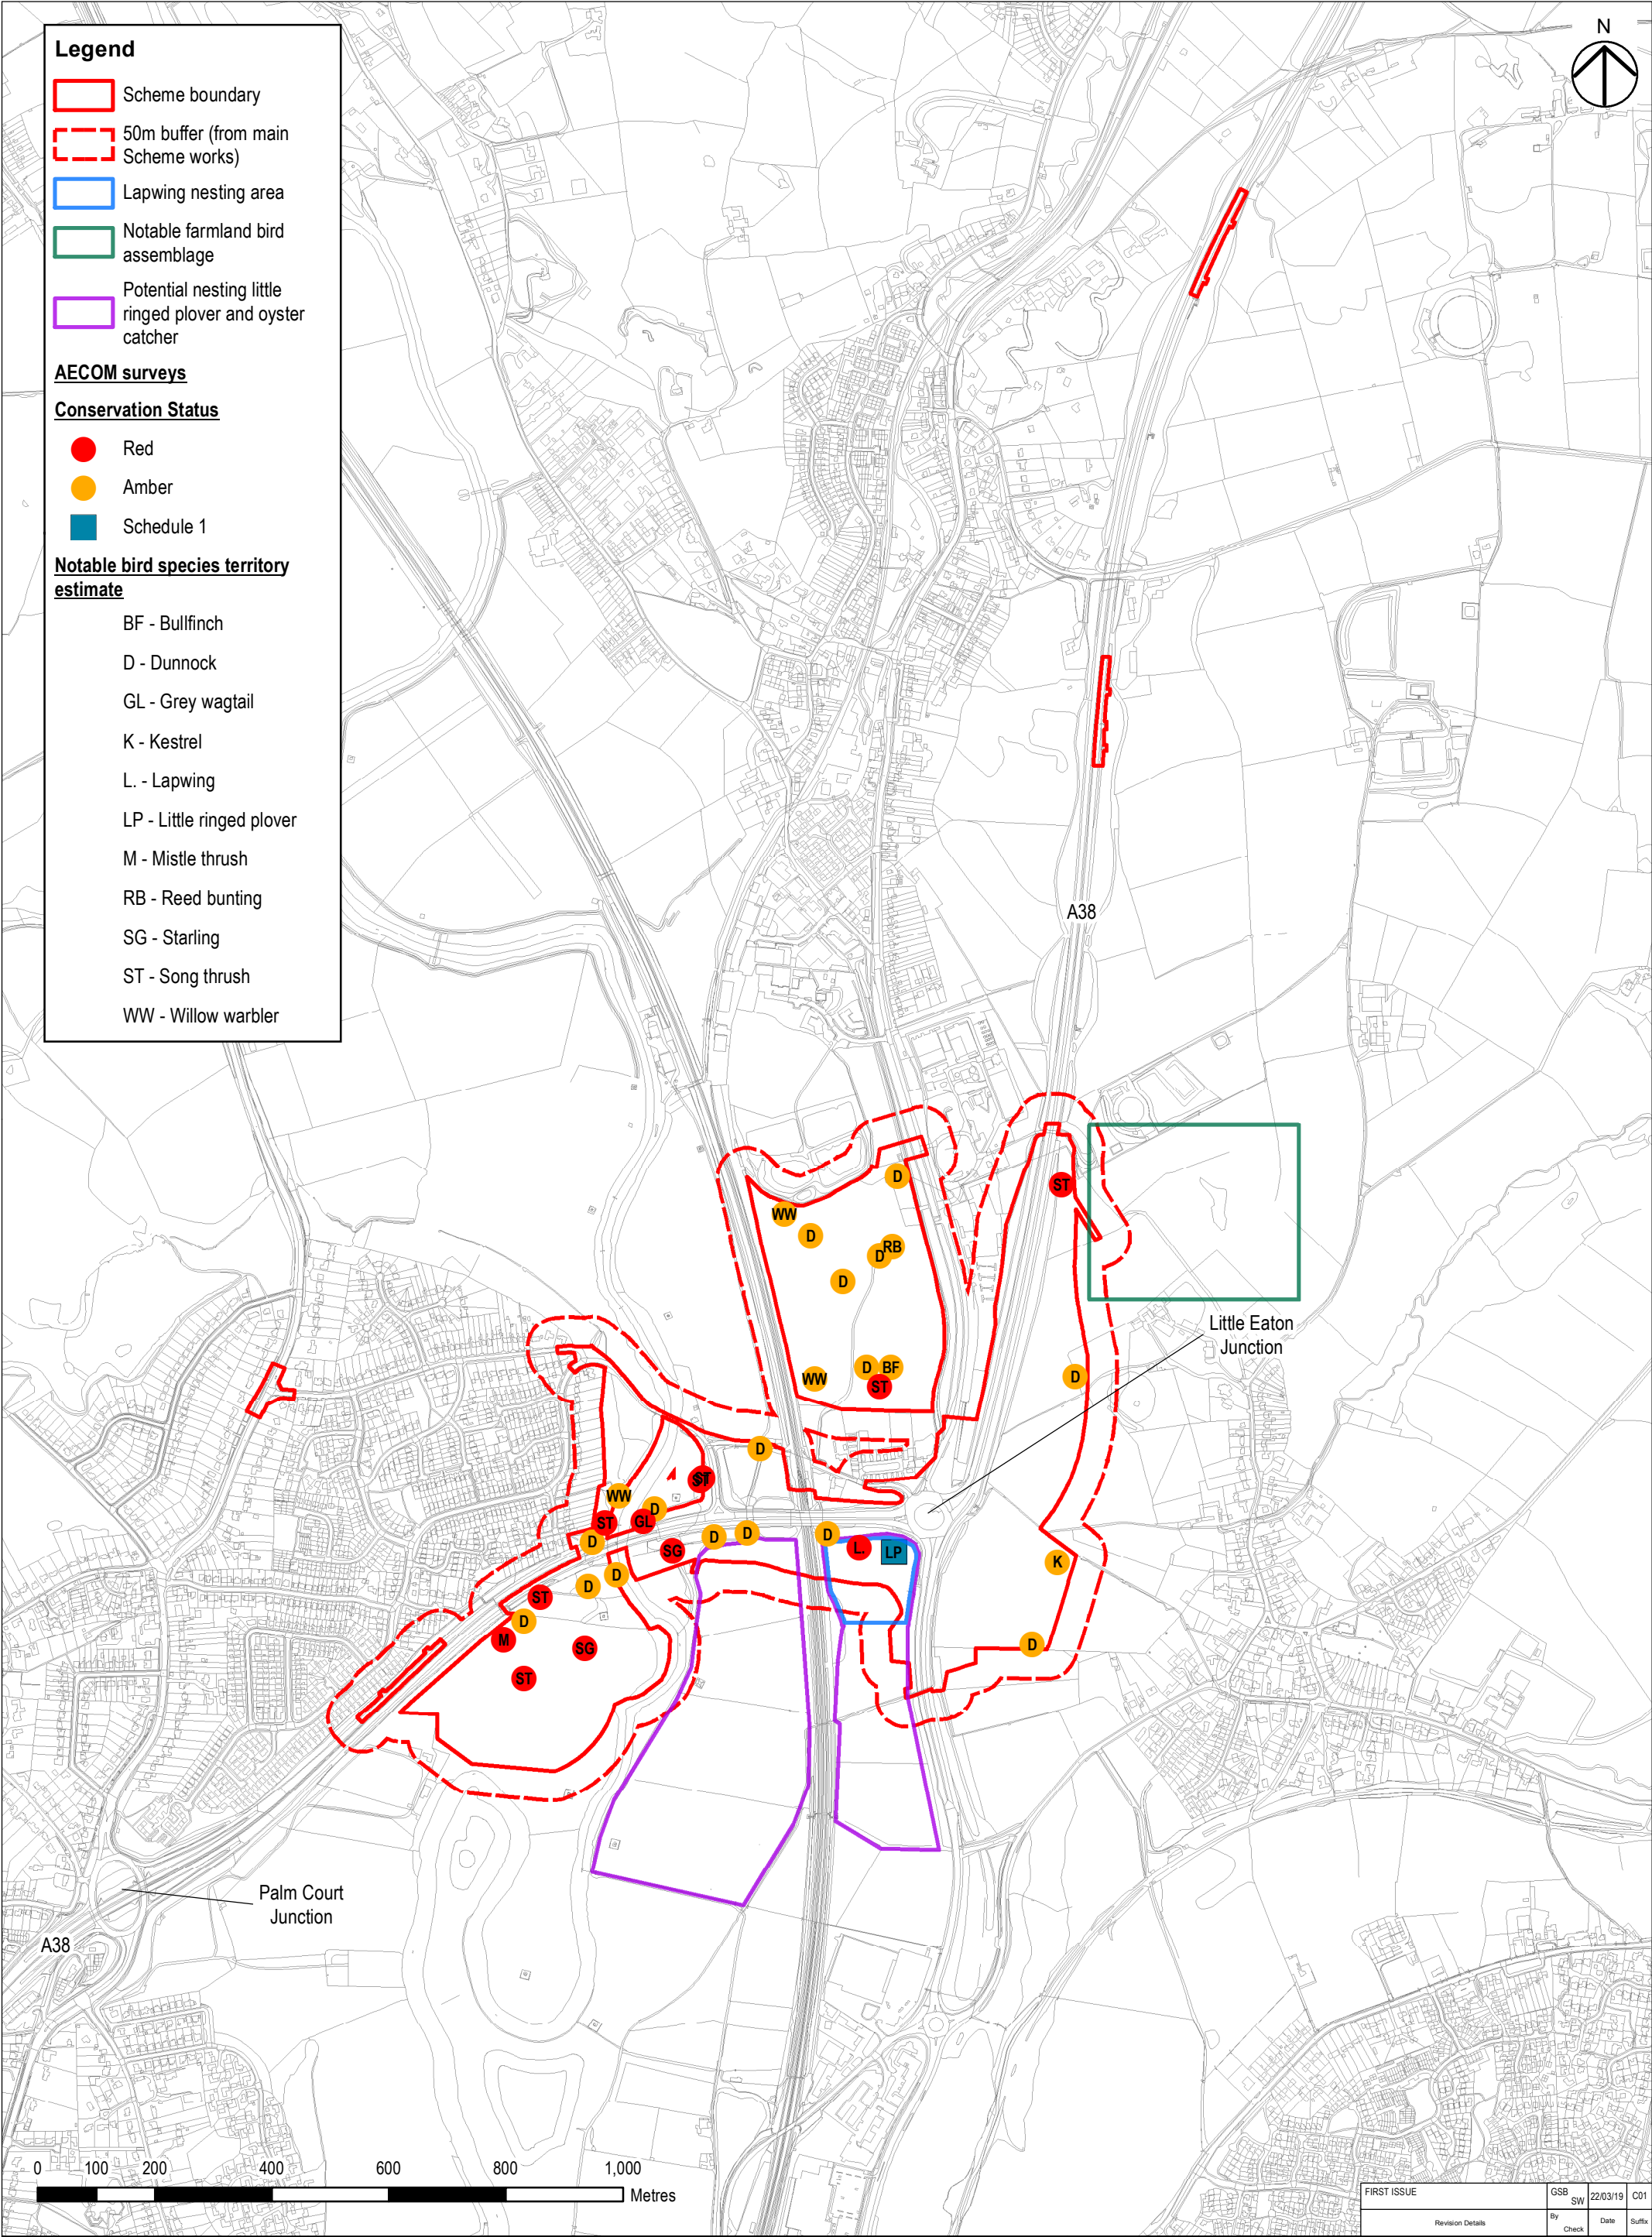 Legend
Scheme boundary
50m buffer (from main
Scheme works)
Lapwing nesting area
Notable farmland bird
assemblage
Potential nesting little
ringed plover and oyster
catcher
AECOM surveys
Conservation Status
Red
Amber
Schedule 1
Notable bird species territory
estimate
BF - Bullfinch
D - Dunnock
GL - Grey wagtail
K - Kestrel
L. - Lapwing
LP - Little ringed plover
M - Mistle thrush
RB - Reed bunting
SG - Starling
ST - Song thrush
WW - Willow warbler
N
A38
D
ST
WW
D
RB
D
D
Little Eaton
Junction
D
BF
D
WW
ST
D
ST
WW
D
ST
GL
D
D
D
D
L.
LP
SG
K
D
D
ST
D
M
SG
D
ST
Palm Court
Junction
A38
0 100 200 400 600 800 1,000
Metres
FIRST ISSUE
GSB
SW
22/03/19
C01
Revision Details
By
Check
Date
Suffix